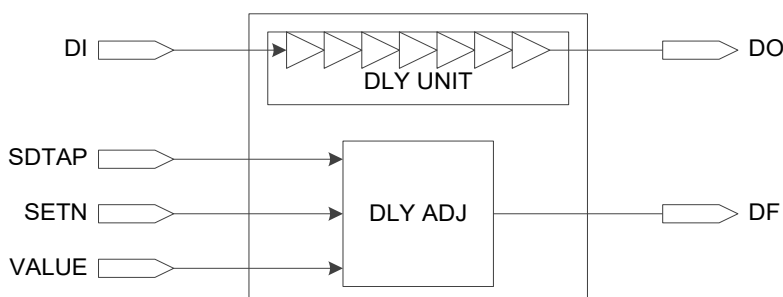 DI
DO
DLY UNIT
SDTAP
SETN
DLY ADJ
DF
VALUE